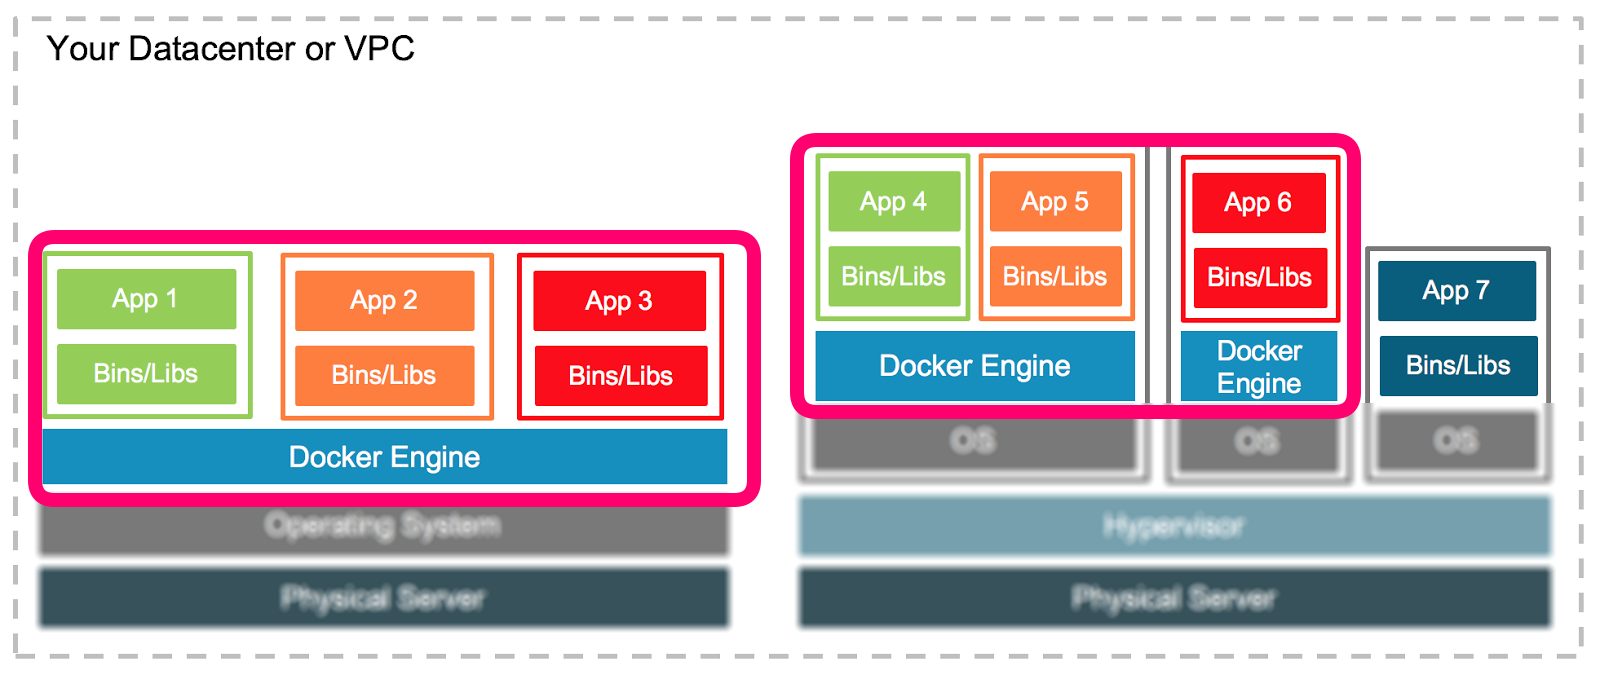 Your Datacenter or VPC
App 1
Bins/Libs
App 2
Bins/Libs
App 3
Bins/Libs
Docker Engine
Operating System
Physical Server
App 4
Bins/Libs
App 5
Bins/Libs
Docker Engine
OS
App 6
Bins/Libs
Docker
Engine
OS
App 7
Bins/Libs
OS
Hypervisor
Physical Server